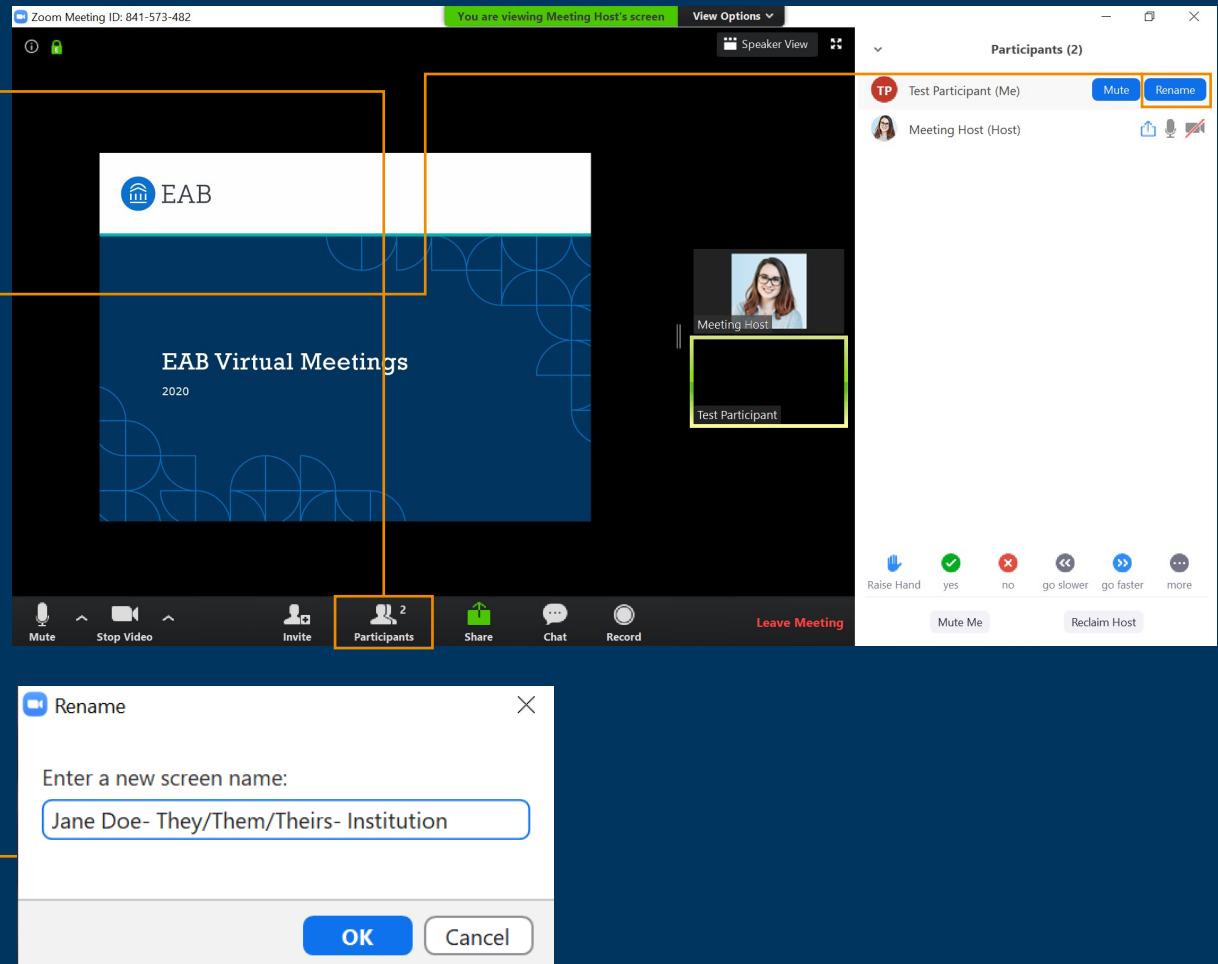 Zoom Meeting ID: 841-573-482
You are viewing Meeting Host's screen
View Options
Speaker View
Participants (2)
TP
Test Participant (Me)
Mute
Rename
Meeting Host (Host)
EAB
EAB Virtual Meetings
2020
Meeting Host
Test Participant
Raise Hand
yes
no
go slower
go faster
more
Mute
Stop Video
Invite
2
Participants
Share
Chat
Record
Leave Meeting
Mute Me
Reclaim Host
Rename
Enter a new screen name:
Jane Doe- They/Them/Theirs- Institution
OK
Cancel